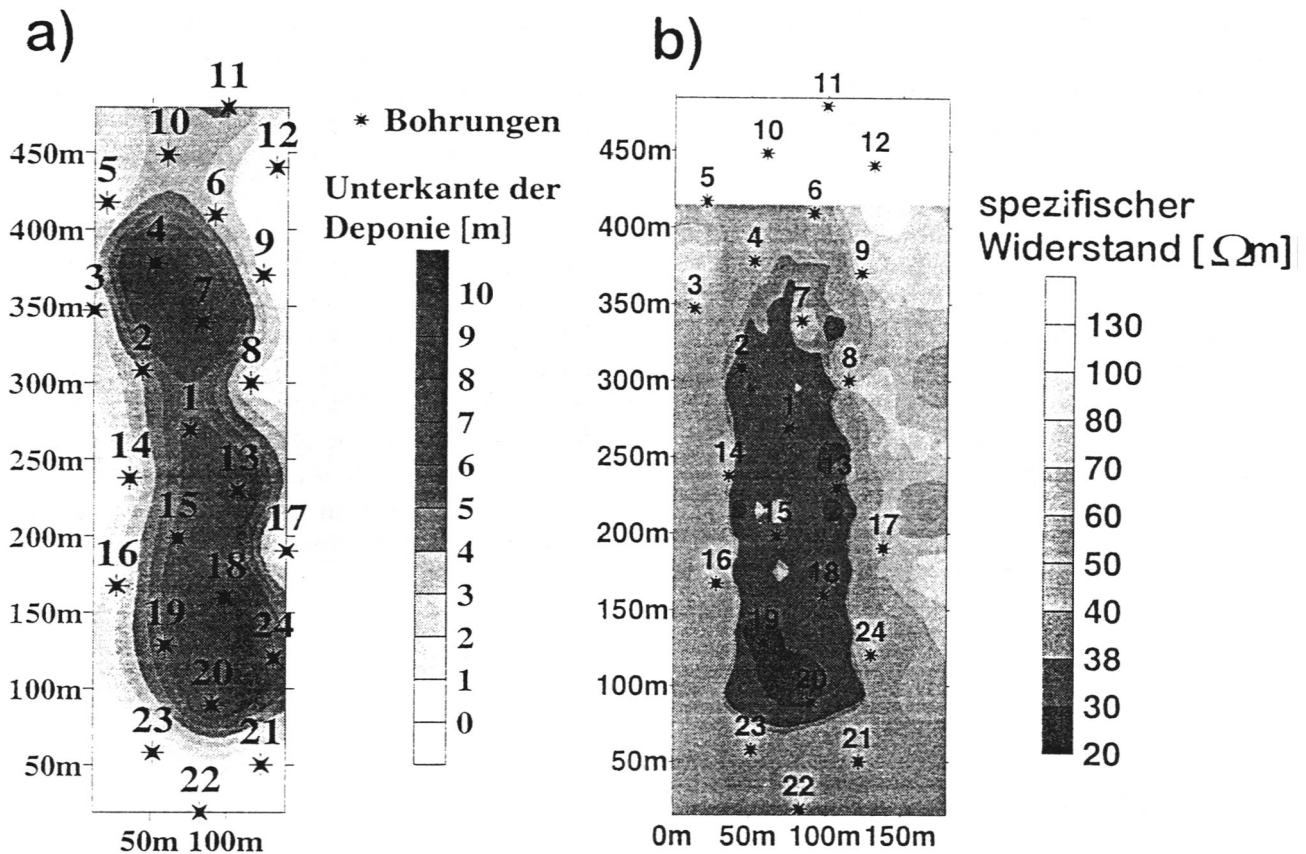 a)
11
10
12
450m
5
6
400m
4
9
3
7
350m
2
8
300m
1
14
13
250m
15
17
200m
16
18
150m
19
24
100m
20
23
21
50m
22
50m 100m
* Bohrungen
Unterkante der
Deponie [m]
10
9
8
7
6
5
4
3
2
1
0
b)
11
10
12
450m
5
6
400m
4
9
3
7
350m
2
8
300m
1
14
13
250m
15
17
200m
16
18
150m
19
24
100m
20
23
21
50m
22
0m 50m 100m 150m
spezifischer
Widerstand [Ωm]
130
100
80
70
60
50
40
38
30
20